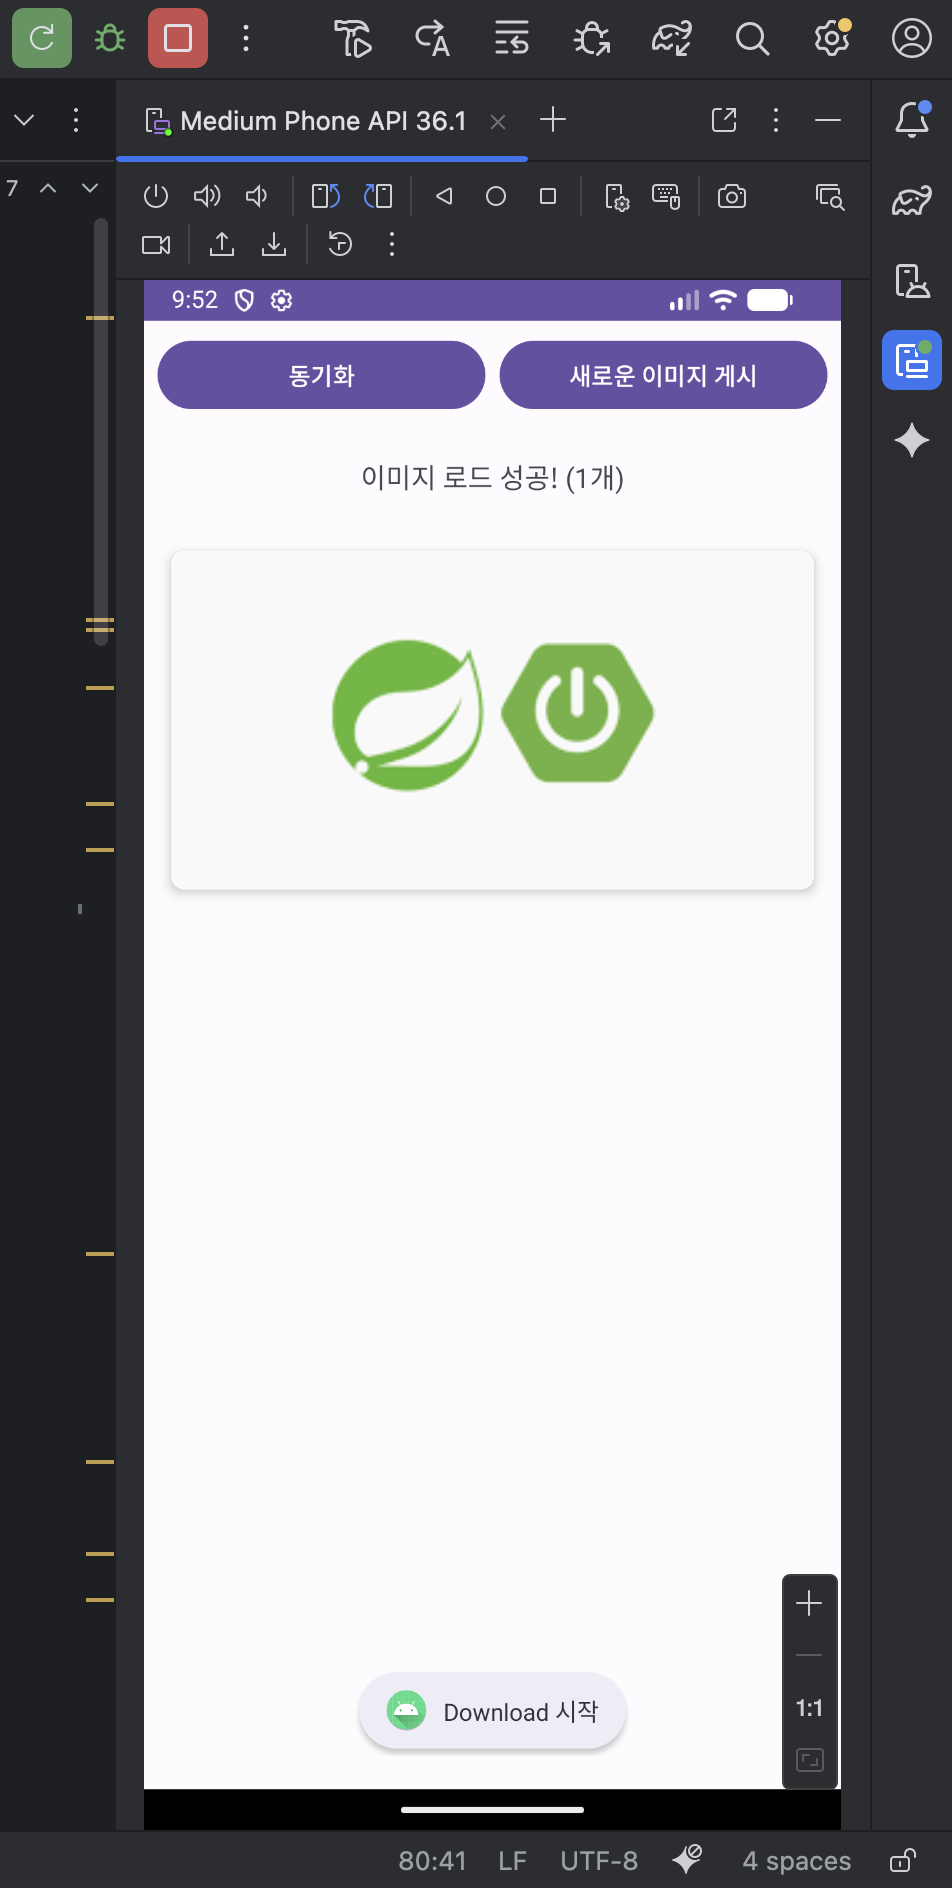 Medium Phone API 36.1
7
9:52
동기화
새로운 이미지 게시
이미지 로드 성공! (1개)
Download 시작
1:1
80:41 LF UTF-8 4 spaces